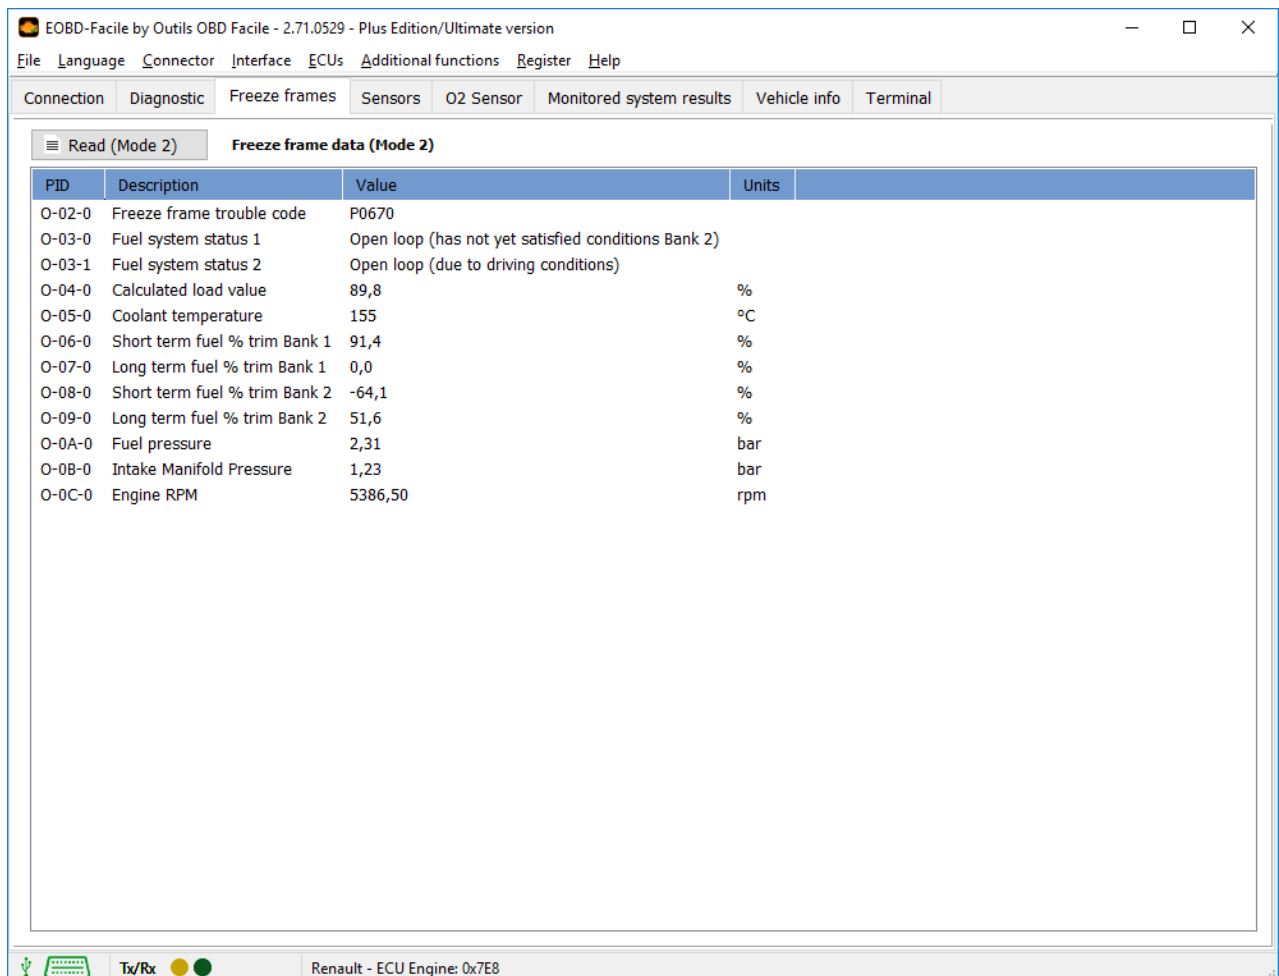 EOBD-Facile by Outils OBD Facile - 2.71.0529 - Plus Edition/Ultimate version
File Language Connector Interface ECUs Additional functions Register Help
Connection Diagnostic Freeze frames Sensors O2 Sensor Monitored system results Vehicle info Terminal
Read (Mode 2) Freeze frame data (Mode 2)
PID Description Value Units
O-02-0 Freeze frame trouble code P0670
O-03-0 Fuel system status 1 Open loop (has not yet satisfied conditions Bank 2)
O-03-1 Fuel system status 2 Open loop (due to driving conditions)
O-04-0 Calculated load value 89,8 %
O-05-0 Coolant temperature 155 °C
O-06-0 Short term fuel % trim Bank 1 91,4 %
O-07-0 Long term fuel % trim Bank 1 0,0 %
O-08-0 Short term fuel % trim Bank 2 -64,1 %
O-09-0 Long term fuel % trim Bank 2 51,6 %
O-0A-0 Fuel pressure 2,31 bar
O-0B-0 Intake Manifold Pressure 1,23 bar
O-0C-0 Engine RPM 5386,50 rpm
Tx/Rx Renault - ECU Engine: 0x7E8